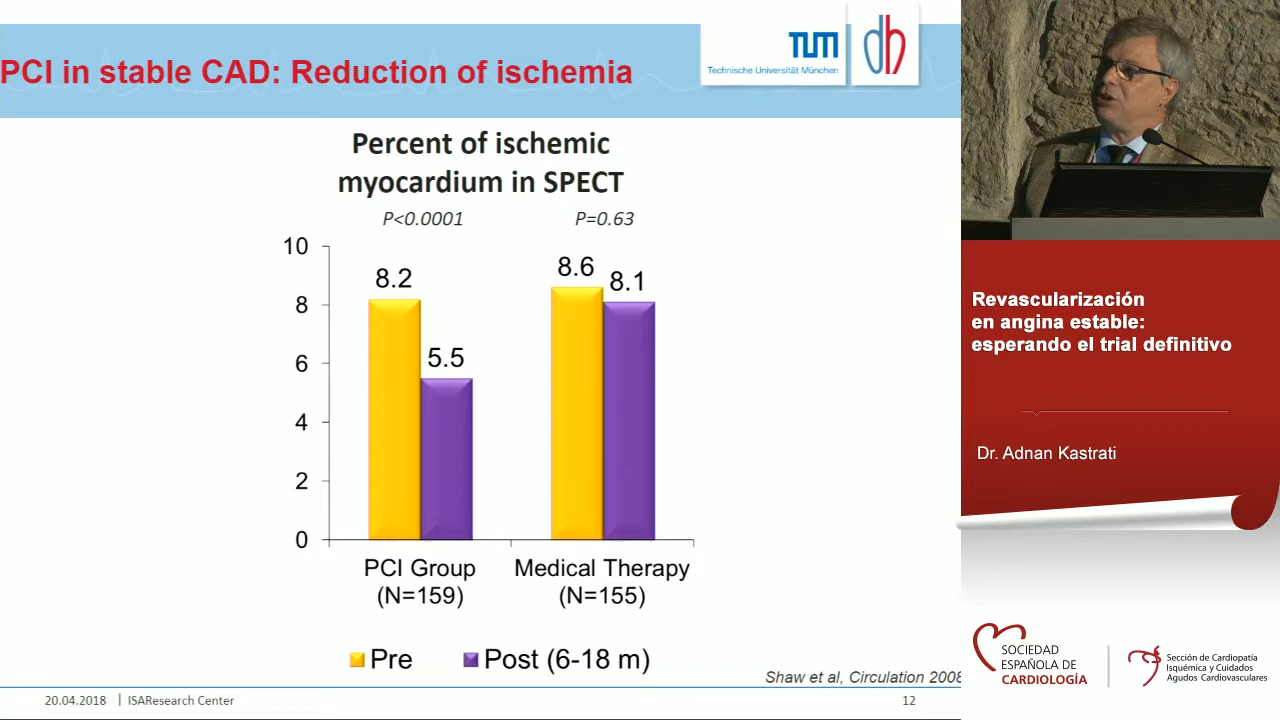 PCI in stable CAD: Reduction of ischemia
TUM
Technische Universität München
dh
Percent of ischemic
myocardium in SPECT
P<0.0001
P=0.63
10
8
6
4
2
0
8.2
5.5
8.6
8.1
PCI Group
(N=159)
Medical Therapy
(N=155)
Pre
Post (6-18 m)
Shaw et al, Circulation 2008
20.04.2018
ISAResearch Center
12
Revascularización
en angina estable:
esperando el trial definitivo
Dr. Adnan Kastrati
SOCIEDAD
ESPAÑOLA DE
CARDIOLOGÍA
Sección de Cardiopatía
Isquémica y Cuidados
Agudos Cardiovasculares